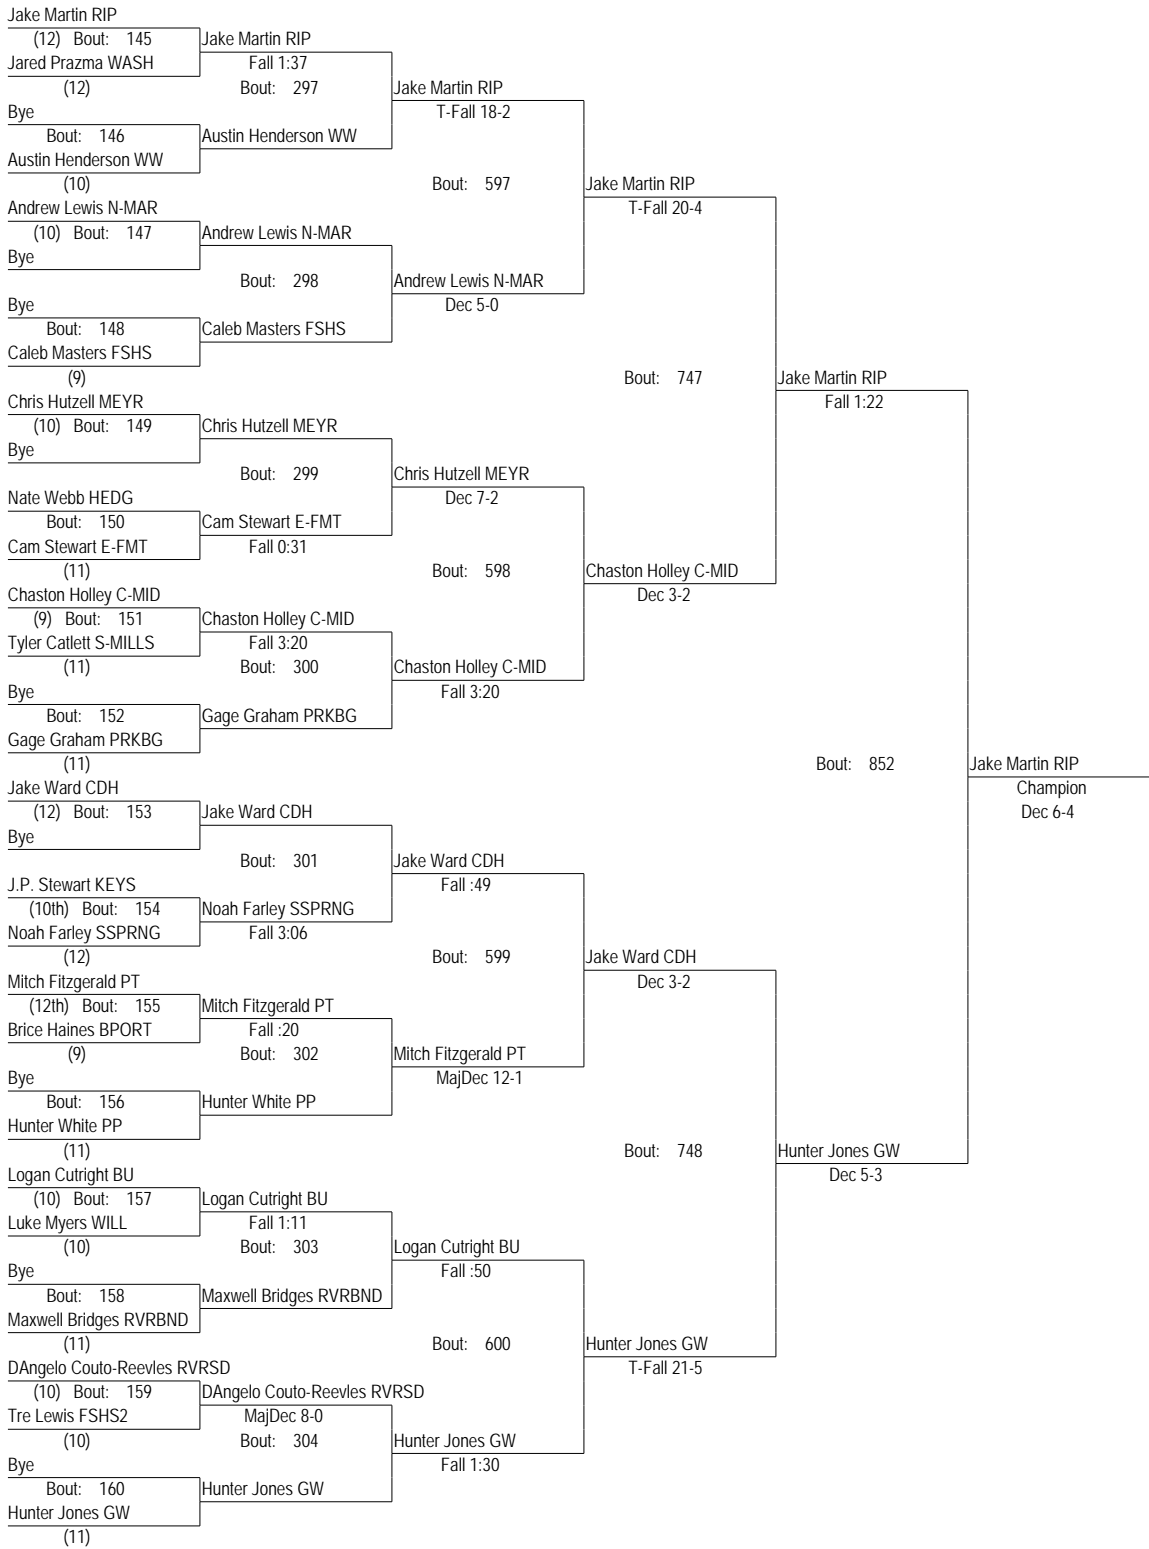 Jake Martin RIP
(12) Bout: 145
Jared Prazma WASH
(12)
Bye
Bout: 146
Austin Henderson WW
(10)
Andrew Lewis N-MAR
(10) Bout: 147
Bye
Bye
Bout: 148
Caleb Masters FSHS
(9)
Chris Hutzell MEYR
(10) Bout: 149
Bye
Nate Webb HEDG
Bout: 150
Cam Stewart E-FMT
(11)
Chaston Holley C-MID
(9) Bout: 151
Tyler Catlett S-MILLS
(11)
Bye
Bout: 152
Gage Graham PRKBG
(11)
Jake Ward CDH
(12) Bout: 153
Bye
J.P. Stewart KEYS
(10th) Bout: 154
Noah Farley SSPRNG
(12)
Mitch Fitzgerald PT
(12th) Bout: 155
Brice Haines BPORT
(9)
Bye
Bout: 156
Hunter White PP
(11)
Logan Cutright BU
(10) Bout: 157
Luke Myers WILL
(10)
Bye
Bout: 158
Maxwell Bridges RVRBND
(11)
DAngelo Couto-Reevles RVRSD
(10) Bout: 159
Tre Lewis FSHS2
(10)
Bye
Bout: 160
Hunter Jones GW
(11)
Jake Martin RIP
Fall 1:37
Bout: 297
Austin Henderson WW
Andrew Lewis N-MAR
Bout: 298
Caleb Masters FSHS
Chris Hutzell MEYR
Bout: 299
Cam Stewart E-FMT
Fall 0:31
Chaston Holley C-MID
Fall 3:20
Bout: 300
Gage Graham PRKBG
Jake Ward CDH
Bout: 301
Noah Farley SSPRNG
Fall 3:06
Mitch Fitzgerald PT
Fall :20
Bout: 302
Hunter White PP
Logan Cutright BU
Fall 1:11
Bout: 303
Maxwell Bridges RVRBND
DAngelo Couto-Reevles RVRSD
MajDec 8-0
Bout: 304
Hunter Jones GW
Jake Martin RIP
T-Fall 18-2
Bout: 597
Andrew Lewis N-MAR
Dec 5-0
Chris Hutzell MEYR
Dec 7-2
Bout: 598
Chaston Holley C-MID
Fall 3:20
Jake Ward CDH
Fall :49
Bout: 599
Mitch Fitzgerald PT
MajDec 12-1
Logan Cutright BU
Fall :50
Bout: 600
Hunter Jones GW
Fall 1:30
Jake Martin RIP
T-Fall 20-4
Bout: 747
Chaston Holley C-MID
Dec 3-2
Jake Ward CDH
Dec 3-2
Bout: 748
Hunter Jones GW
T-Fall 21-5
Jake Martin RIP
Fall 1:22
Bout: 852
Hunter Jones GW
Dec 5-3
Jake Martin RIP
Champion
Dec 6-4